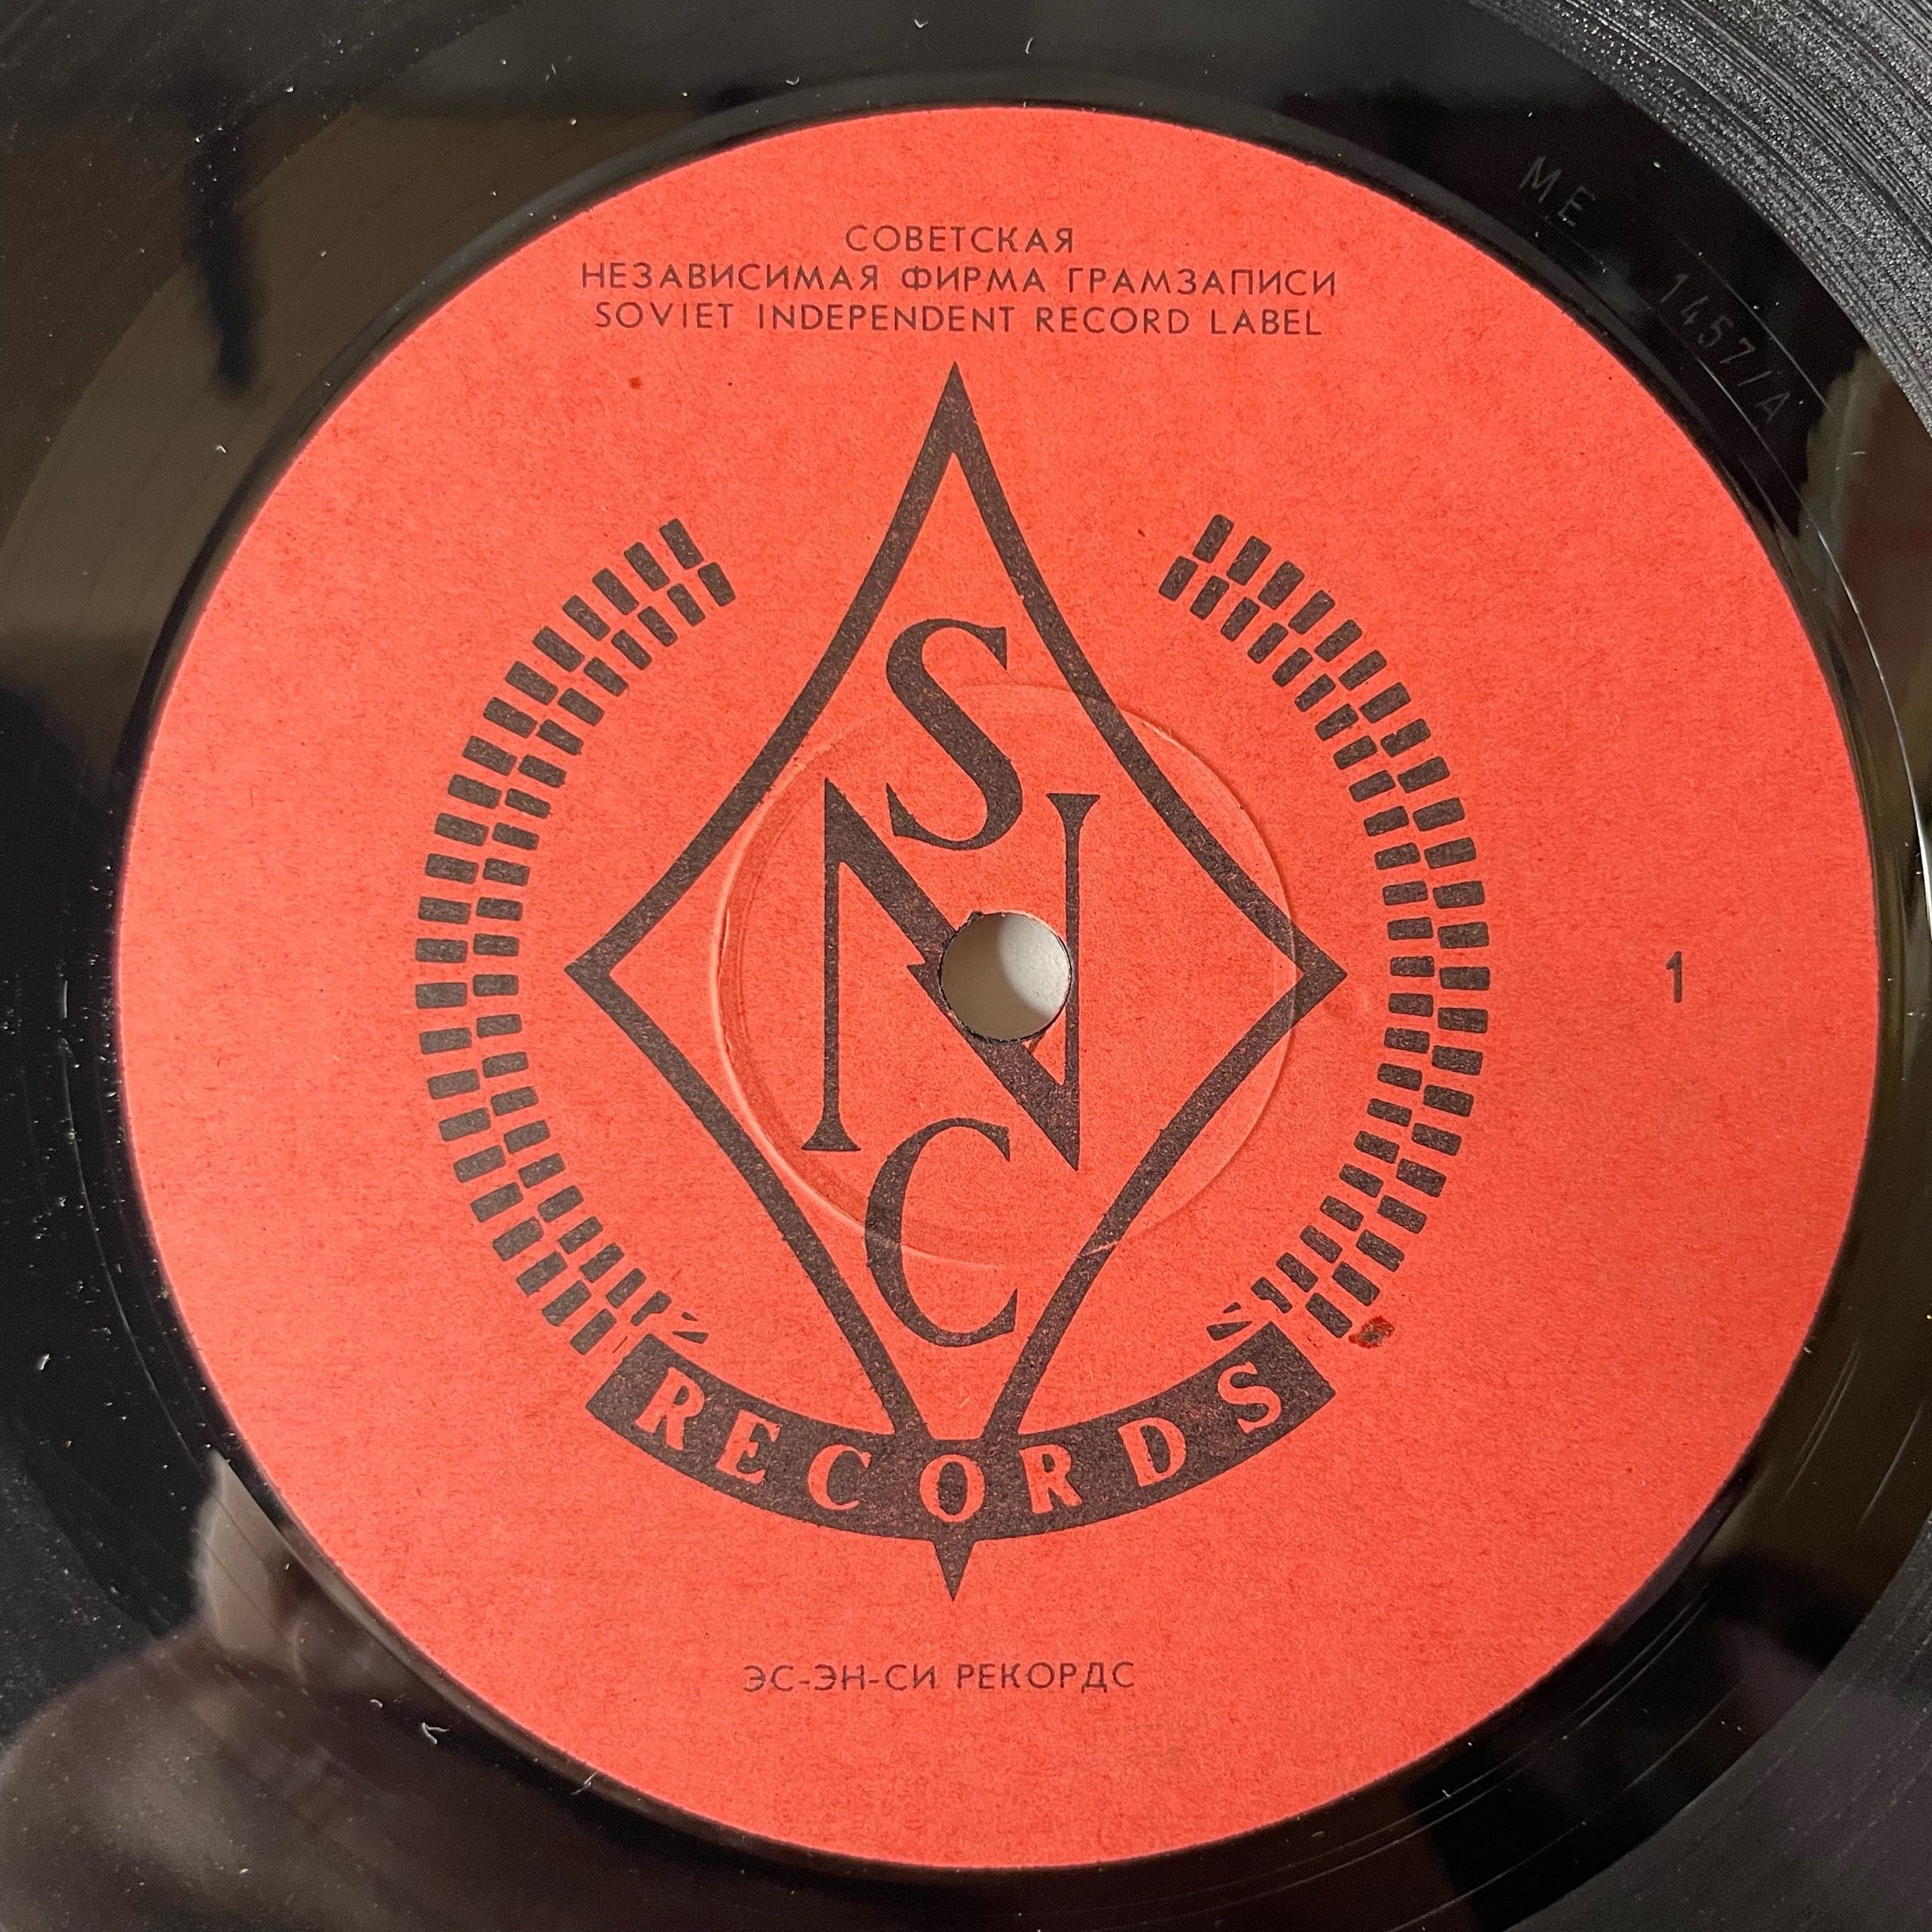 СОВЕТСКАЯ
НЕЗАВИСИМАЯ ФИРМА ГРАМЗАПИСИ
SOVIET INDEPENDENT RECORD LABEL
ME 1457/A
S
N
C
1
RECORDS
ЭС-ЭН-СИ РЕКОРДС